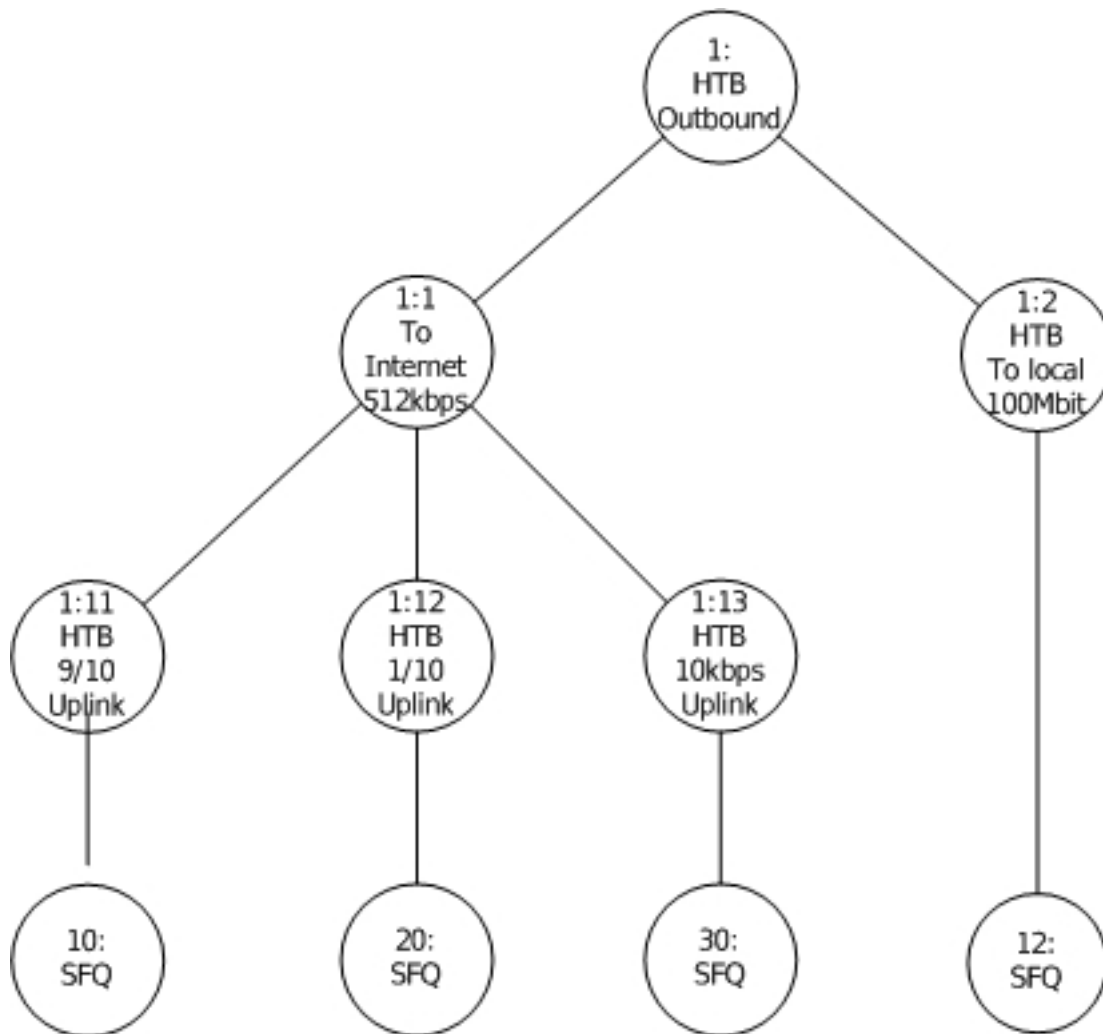 1:
HTB
Outbound
1:1
To
Internet
512kbps
1:2
HTB
To local
100Mbit
1:11
HTB
9/10
Uplink
1:12
HTB
1/10
Uplink
1:13
HTB
10kbps
Uplink
10:
SFQ
20:
SFQ
30:
SFQ
12:
SFQ